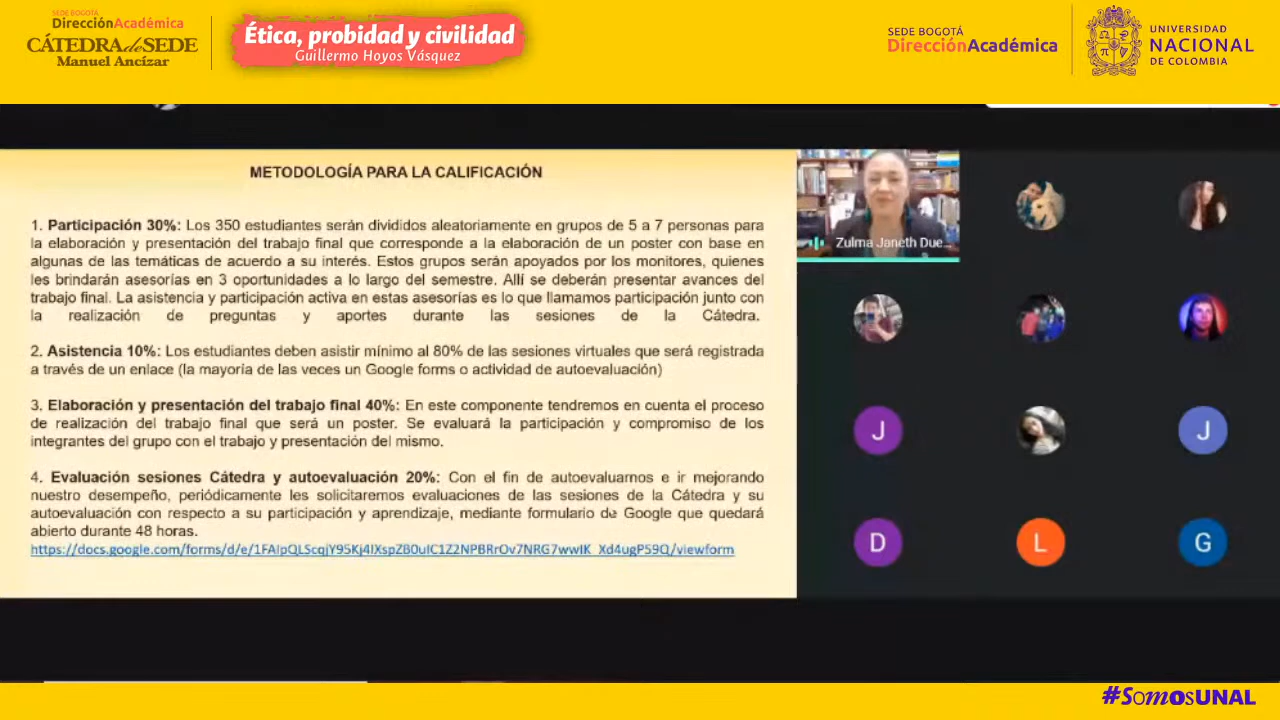 SEDE BOGOTÁ
DirecciónAcadémica
CÁTEDRA de SEDE
Manuel Ancízar
Ética, probidad y civilidad
Guillermo Hoyos Vásquez
SEDE BOGOTÁ
DirecciónAcadémica
UNIVERSIDAD
NACIONAL
DE COLOMBIA
METODOLOGÍA PARA LA CALIFICACIÓN
1. Participación 30%: Los 350 estudiantes serán divididos aleatoriamente en grupos de 5 a 7 personas para
la elaboración y presentación del trabajo final que corresponde a la elaboración de un poster con base en
algunas de las temáticas de acuerdo a su interés. Estos grupos serán apoyados por los monitores, quienes
les brindarán asesorías en 3 oportunidades a lo largo del semestre. Allí se deberán presentar avances del
trabajo final. La asistencia y participación activa en estas asesorías es lo que llamamos participación junto con
la realización de preguntas y aportes durante las sesiones de la Cátedra.
2. Asistencia 10%: Los estudiantes deben asistir mínimo al 80% de las sesiones virtuales que será registrada
a través de un enlace (la mayoría de las veces un Google forms o actividad de autoevaluación)
3. Elaboración y presentación del trabajo final 40%: En este componente tendremos en cuenta el proceso
de realización del trabajo final que será un poster. Se evaluará la participación y compromiso de los
integrantes del grupo con el trabajo y presentación del mismo.
4. Evaluación sesiones Cátedra y autoevaluación 20%: Con el fin de autoevaluarnos e ir mejorando
nuestro desempeño, periódicamente les solicitaremos evaluaciones de las sesiones de la Cátedra y su
autoevaluación con respecto a su participación y aprendizaje, mediante formulario de Google que quedará
abierto durante 48 horas.
Zulma Janeth Due...
J
J
D
L
G
#SomosUNAL